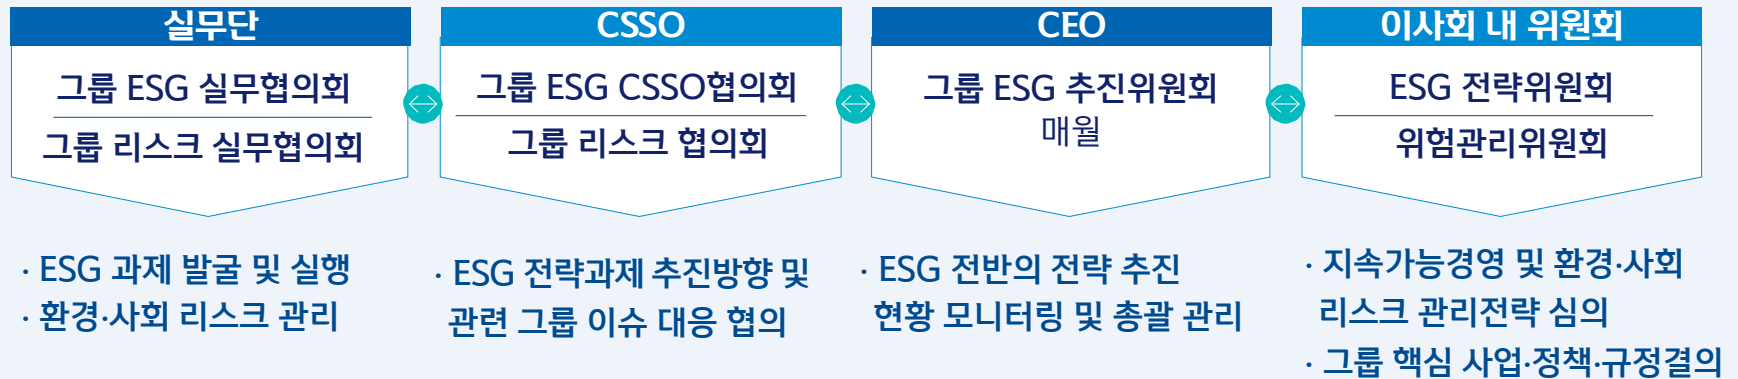 실무단
그룹 ESG 실무협의회
그룹 리스크 실무협의회
· ESG 과제 발굴 및 실행
· 환경·사회 리스크 관리
CSSO
그룹 ESG CSSO협의회
그룹 리스크 협의회
· ESG 전략과제 추진방향 및
관련 그룹 이슈 대응 협의
CEO
그룹 ESG 추진위원회
매월
· ESG 전반의 전략 추진
현황 모니터링 및 총괄 관리
이사회 내 위원회
ESG 전략위원회
위험관리위원회
· 지속가능경영 및 환경·사회
리스크 관리전략 심의
· 그룹 핵심 사업·정책·규정결의